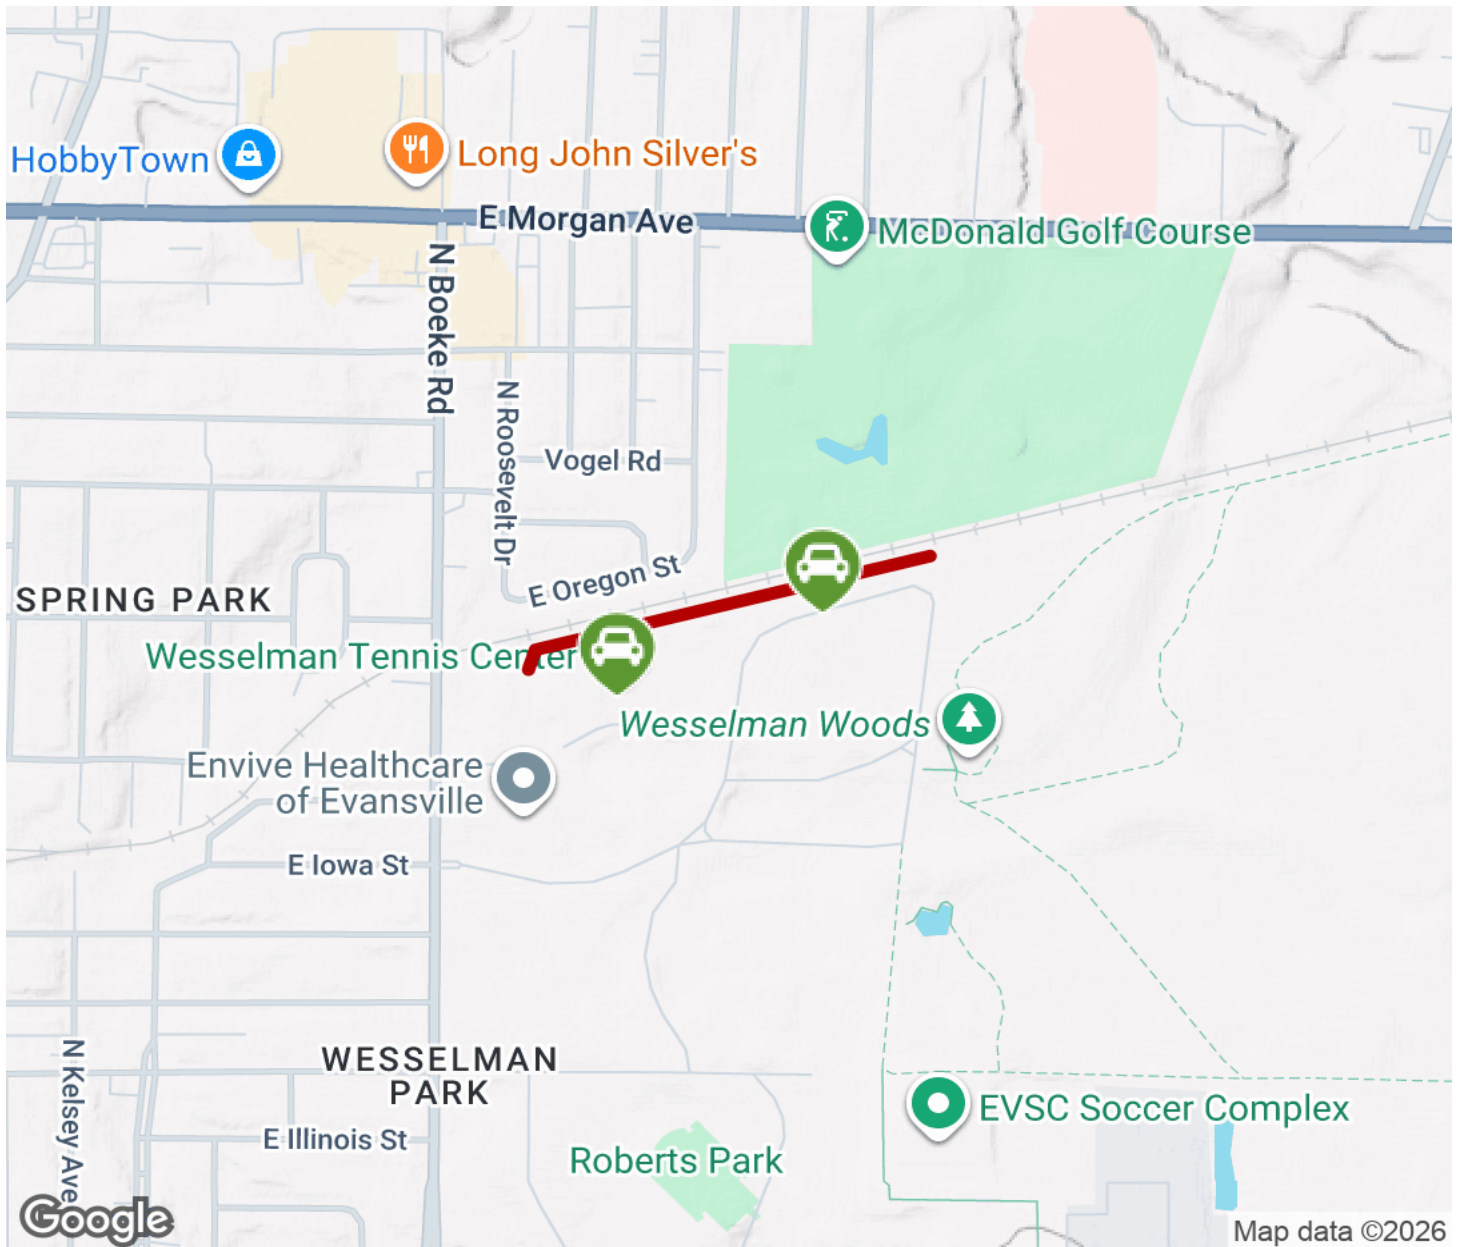 HobbyTown
Long John Silver's
E Morgan Ave
McDonald Golf Course
N Boeke Rd
N Roosevelt Dr
Vogel Rd
E Oregon St
SPRING PARK
Wesselman Tennis Center
Wesselman Woods
Envive Healthcare
of Evansville
E Iowa St
N Kelsey Ave
WESSELMAN
PARK
EVSC Soccer Complex
E Illinois St
Roberts Park
Google
Map data ©2026